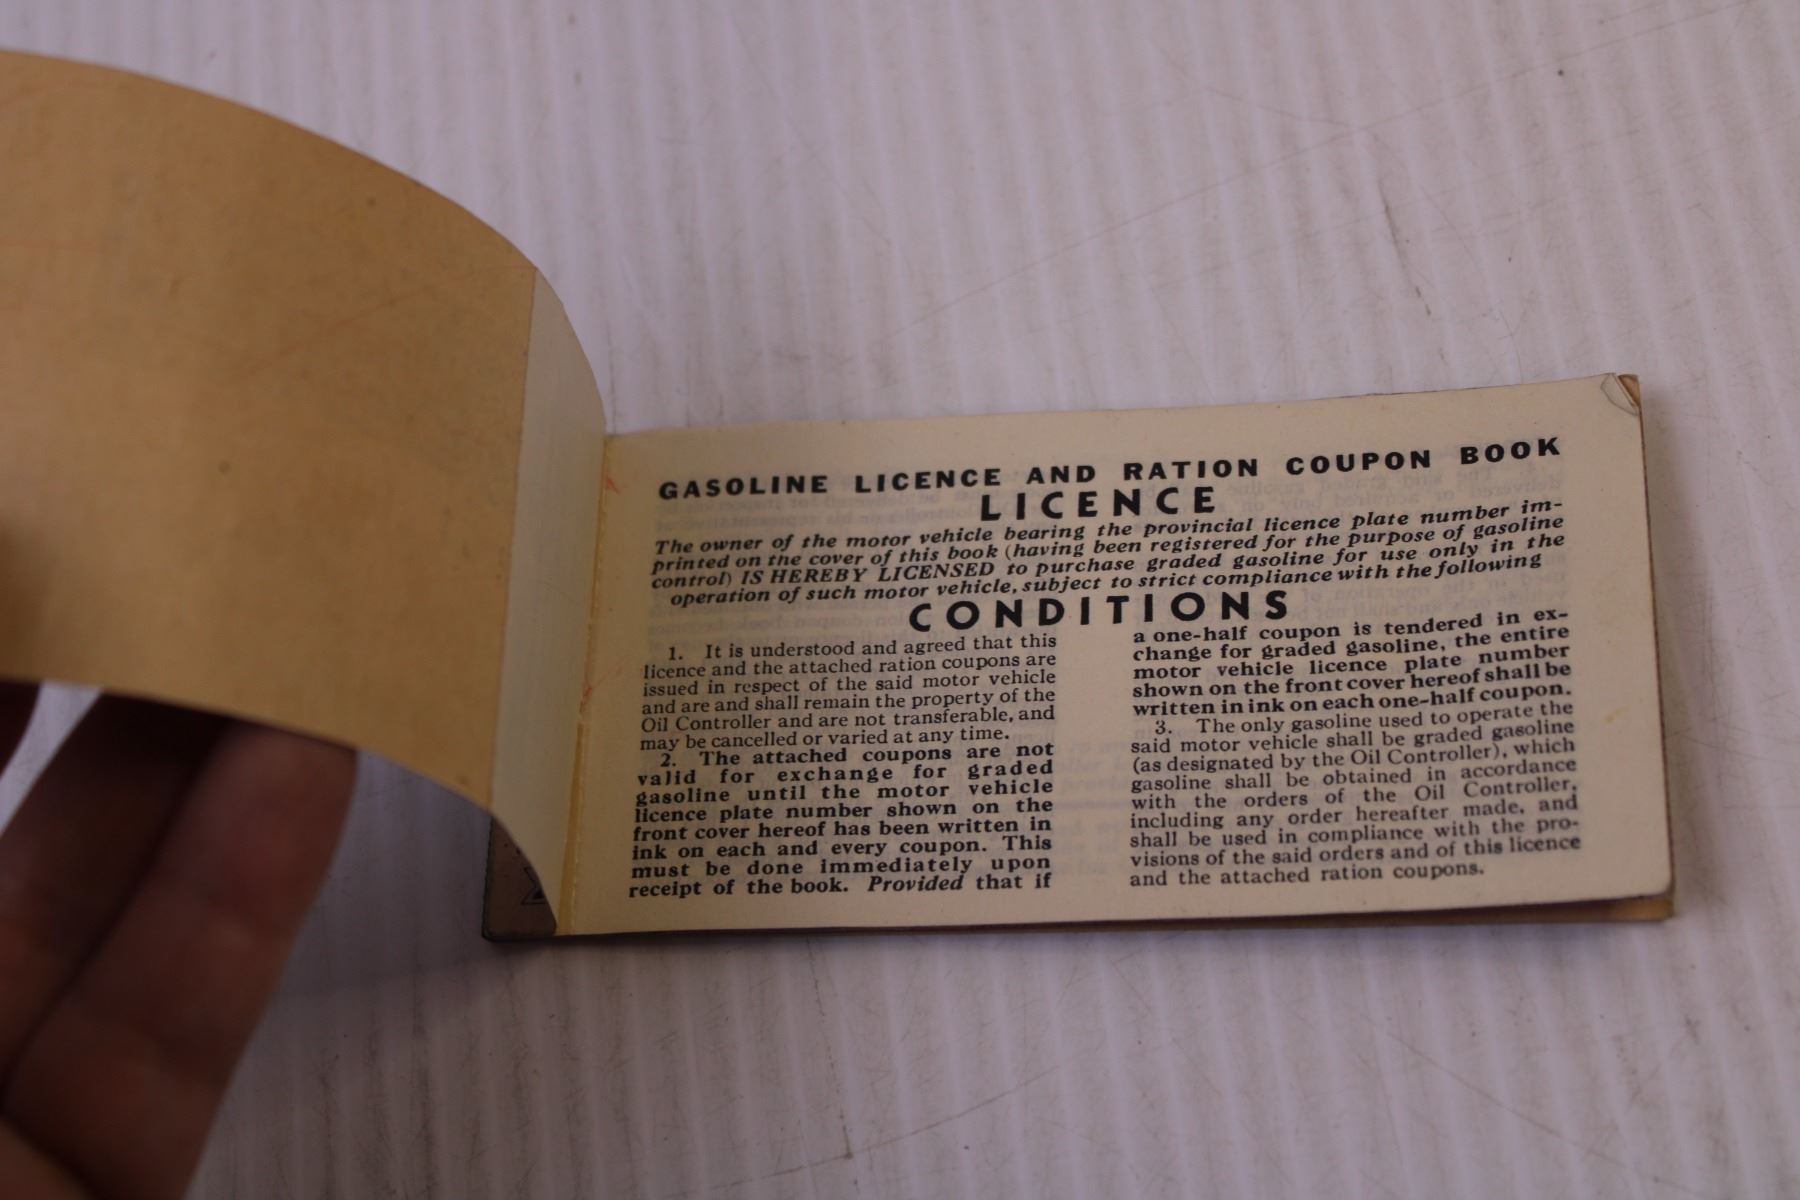 GASOLINE LICENCE AND RATION COUPON BOOK
LICENCE
The owner of the motor vehicle bearing the provincial licence plate number im-
printed on the cover of this book (having been registered for the purpose of gasoline
control) IS HEREBY LICENSED to purchase graded gasoline for use only in the
operation of such motor vehicle, subject to strict compliance with the following
CONDITIONS
1. It is understood and agreed that this
licence and the attached ration coupons are
issued in respect of the said motor vehicle
and are and shall remain the property of the
Oil Controller and are not transferable, and
may be cancelled or varied at any time.
2. The attached coupons are not
valid for exchange for graded
gasoline until the motor vehicle
licence plate number shown on the
front cover hereof has been written in
ink on each and every coupon. This
must be done immediately upon
receipt of the book. Provided that if
a one-half coupon is tendered in ex-
change for graded gasoline, the entire
motor vehicle licence plate number
shown on the front cover hereof shall be
written in ink on each one-half coupon.
3. The only gasoline used to operate the
said motor vehicle shall be graded gasoline
(as designated by the Oil Controller), which
gasoline shall be obtained in accordance
with the orders of the Oil Controller,
including any order hereafter made, and
shall be used in compliance with the pro-
visions of the said orders and of this licence
and the attached ration coupons.